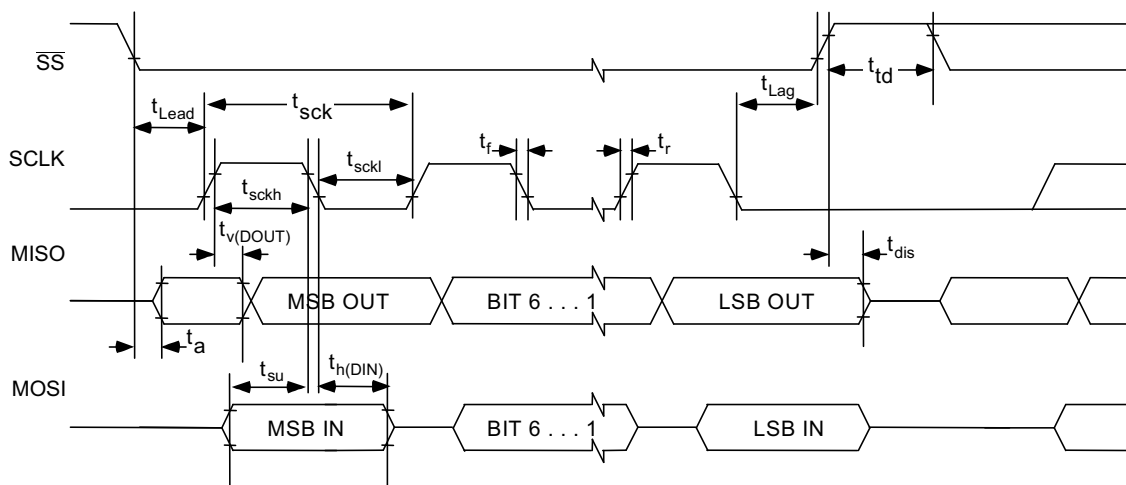 SS
t_Lead
t_sck
t_Lag
t_td
SCLK
t_sckh
t_sckl
t_f
t_r
MISO
t_v(DOUT)
t_dis
MSB OUT
BIT 6 . . . 1
LSB OUT
t_a
MOSI
t_su
t_h(DIN)
MSB IN
BIT 6 . . . 1
LSB IN